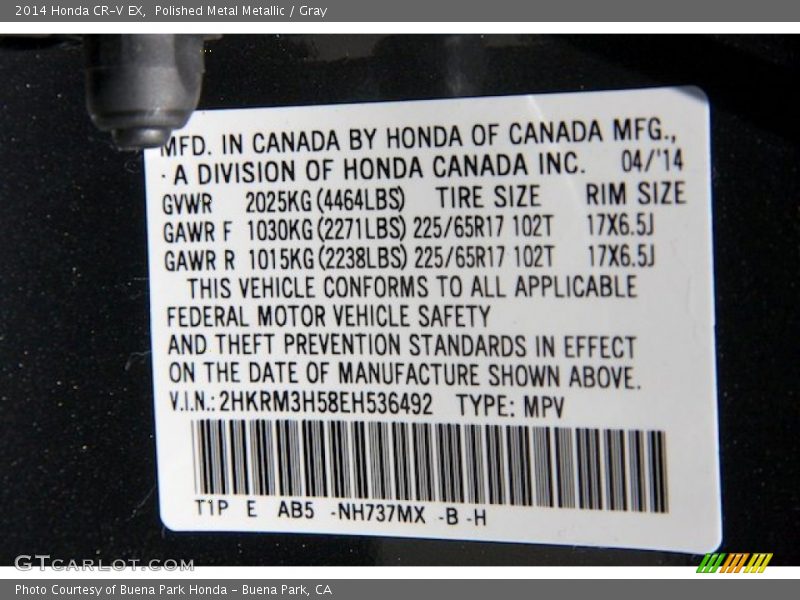 2014 Honda CR-V EX, Polished Metal Metallic / Gray
MFD. IN CANADA BY HONDA OF CANADA MFG.,
A DIVISION OF HONDA CANADA INC. 04/'14
GVWR 2025KG(4464LBS) TIRE SIZE RIM SIZE
GAWR F 1030KG(2271LBS) 225/65R17 102T 17X6.5J
GAWR R 1015KG(2238LBS) 225/65R17 102T 17X6.5J
THIS VEHICLE CONFORMS TO ALL APPLICABLE
FEDERAL MOTOR VEHICLE SAFETY
AND THEFT PREVENTION STANDARDS IN EFFECT
ON THE DATE OF MANUFACTURE SHOWN ABOVE.
V.I.N.: 2HKRM3H58EH536492 TYPE: MPV
T1P E AB5 -NH737MX -B -H
GTCARLOT.COM
Photo Courtesy of Buena Park Honda - Buena Park, CA